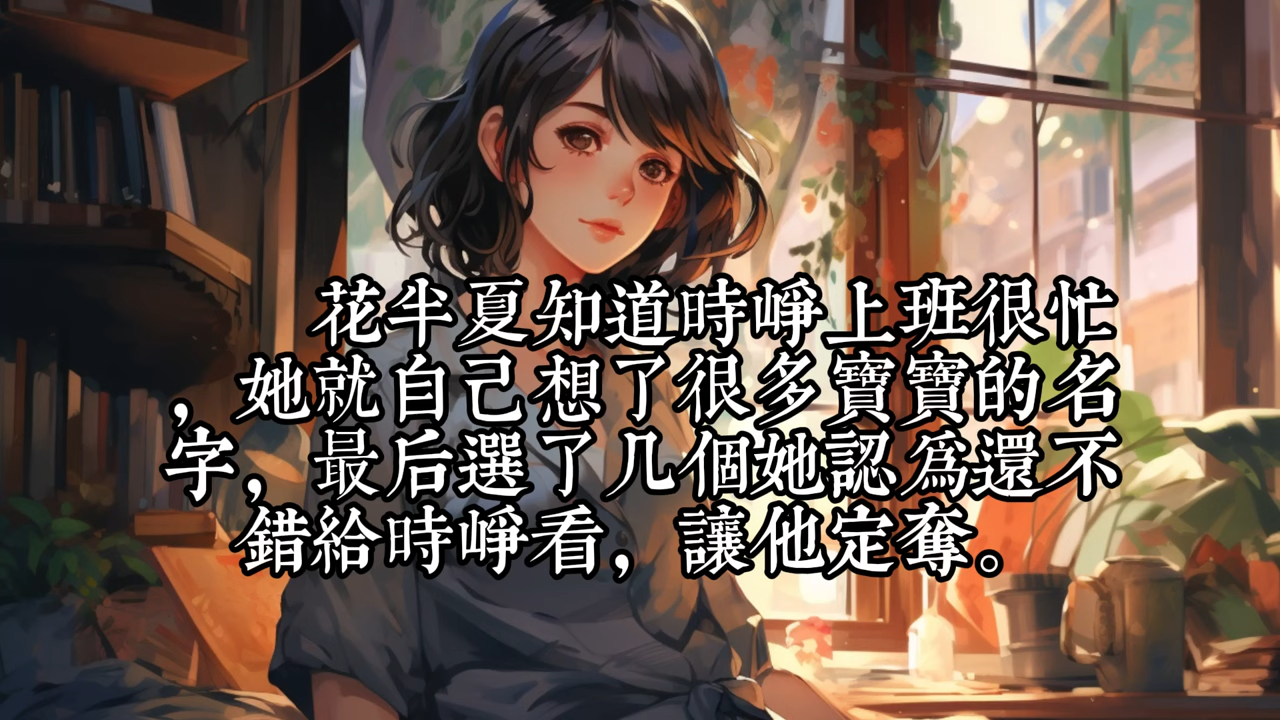 花半夏知道時崢上班很忙
，她就自己想了很多寶寶的名
字，最后選了几個她認爲還不
錯給時崢看，讓他定奪。